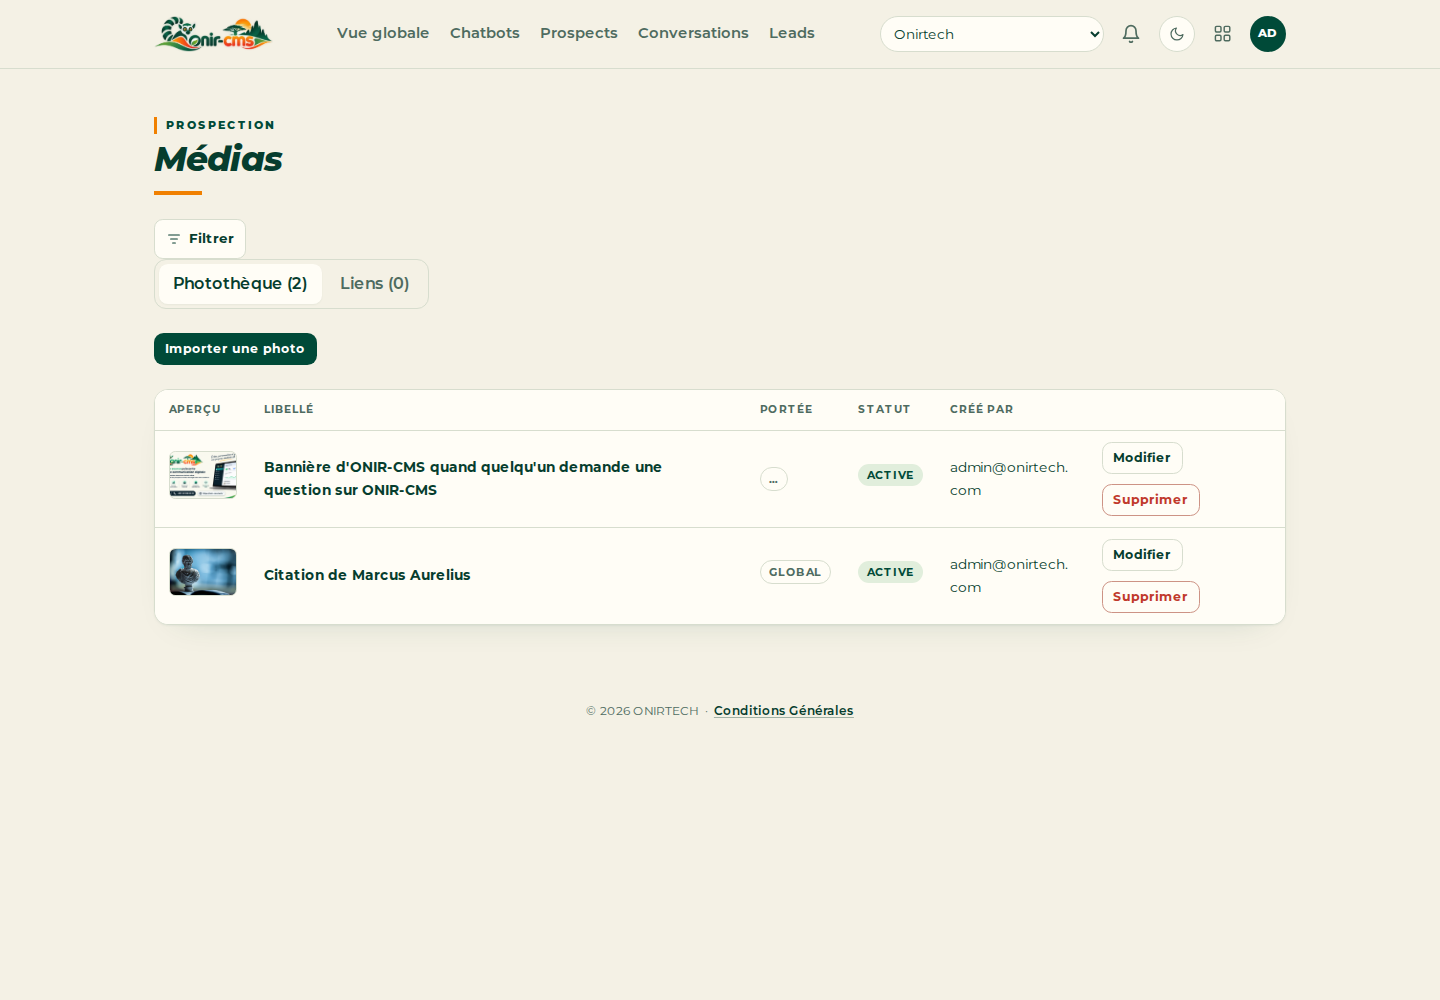 Onir-cms
Vue globale Chatbots Prospects Conversations Leads Onirtech AD
PROSPECTION
Médias
Filtrer
Photothèque (2) Liens (0)
Importer une photo
APERÇU LIBELLÉ PORTÉE STATUT CRÉÉ PAR
Bannière d'ONIR-CMS quand quelqu'un demande une
question sur ONIR-CMS
...
ACTIVE
admin@onirtech.
com
Modifier
Supprimer
Citation de Marcus Aurelius
GLOBAL
ACTIVE
admin@onirtech.
com
Modifier
Supprimer
© 2026 ONIRTECH · Conditions Générales